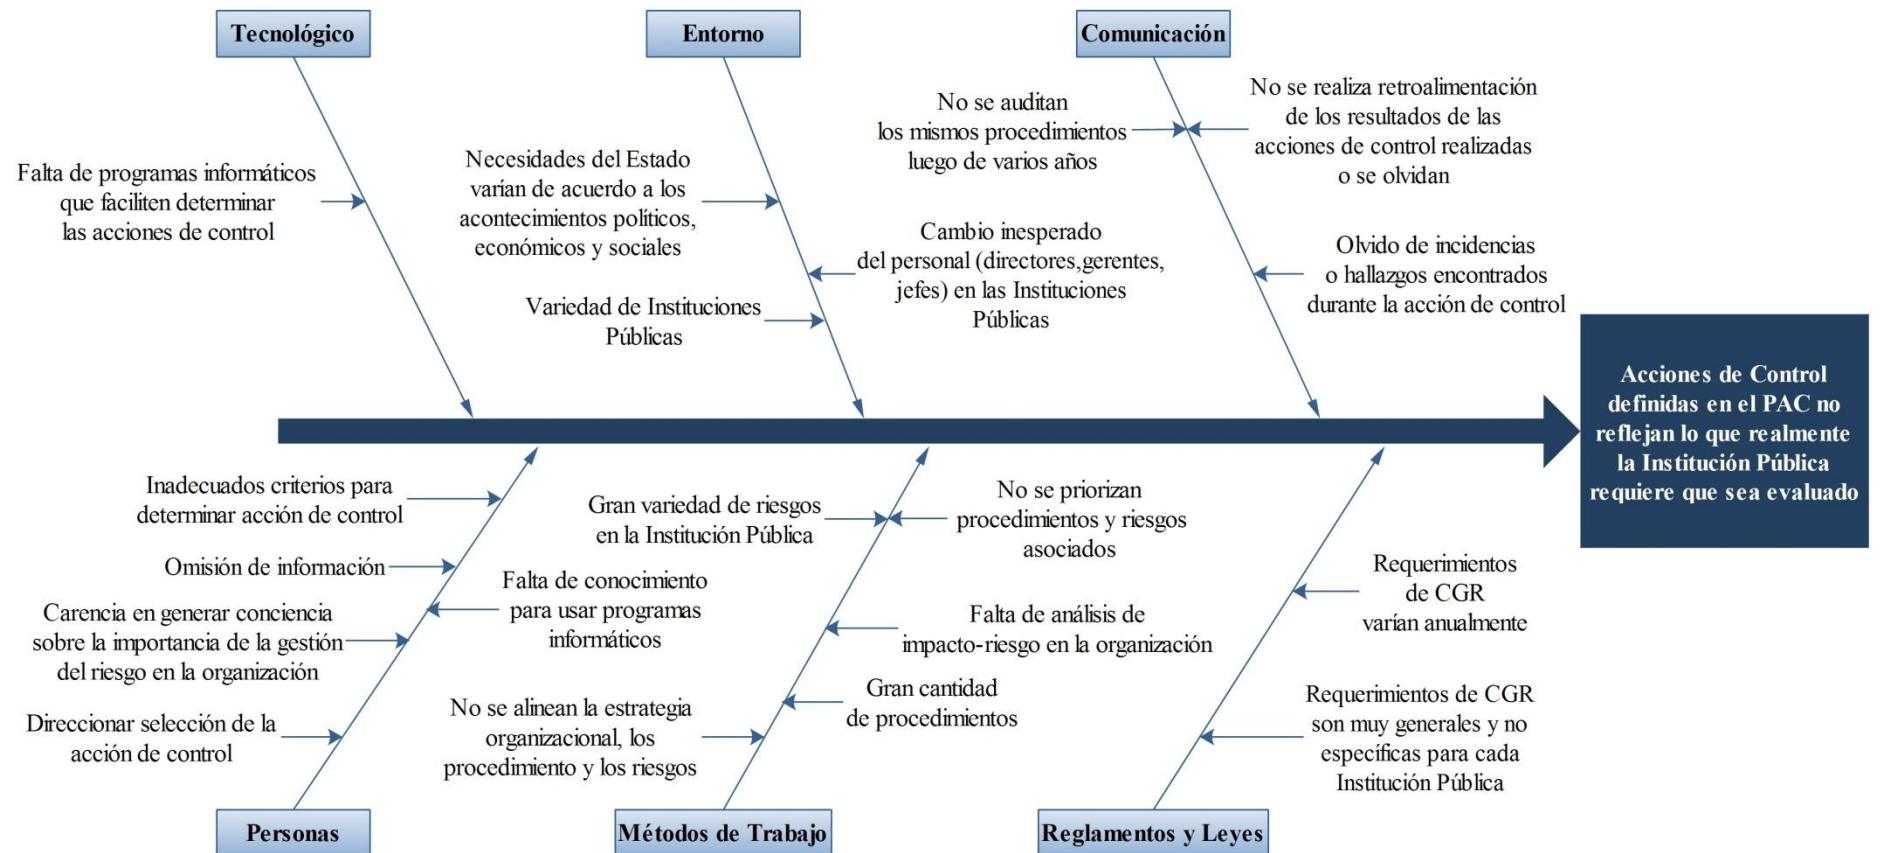 Tecnológico
Entorno
Comunicación
Falta de programas informáticos
que faciliten determinar
las acciones de control
Necesidades del Estado
varían de acuerdo a los
acontecimientos políticos,
económicos y sociales
Variedad de Instituciones
Públicas
Cambio inesperado
del personal (directores,gerentes,
jefes) en las Instituciones
Públicas
No se auditan
los mismos procedimientos
luego de varios años
No se realiza retroalimentación
de los resultados de las
acciones de control realizadas
o se olvidan
Olvido de incidencias
o hallazgos encontrados
durante la acción de control
Acciones de Control
definidas en el PAC no
reflejan lo que realmente
la Institución Pública
requiere que sea evaluado
Inadecuados criterios para
determinar acción de control
Omisión de información
Carencia en generar conciencia
sobre la importancia de la gestión
del riesgo en la organización
Direccionar selección de la
acción de control
Falta de conocimiento
para usar programas
informáticos
Gran variedad de riesgos
en la Institución Pública
No se alinean la estrategia
organizacional, los
procedimiento y los riesgos
No se priorizan
procedimientos y riesgos
asociados
Falta de análisis de
impacto-riesgo en la organización
Gran cantidad
de procedimientos
Requerimientos
de CGR
varían anualmente
Requerimientos de CGR
son muy generales y no
específicas para cada
Institución Pública
Personas
Métodos de Trabajo
Reglamentos y Leyes